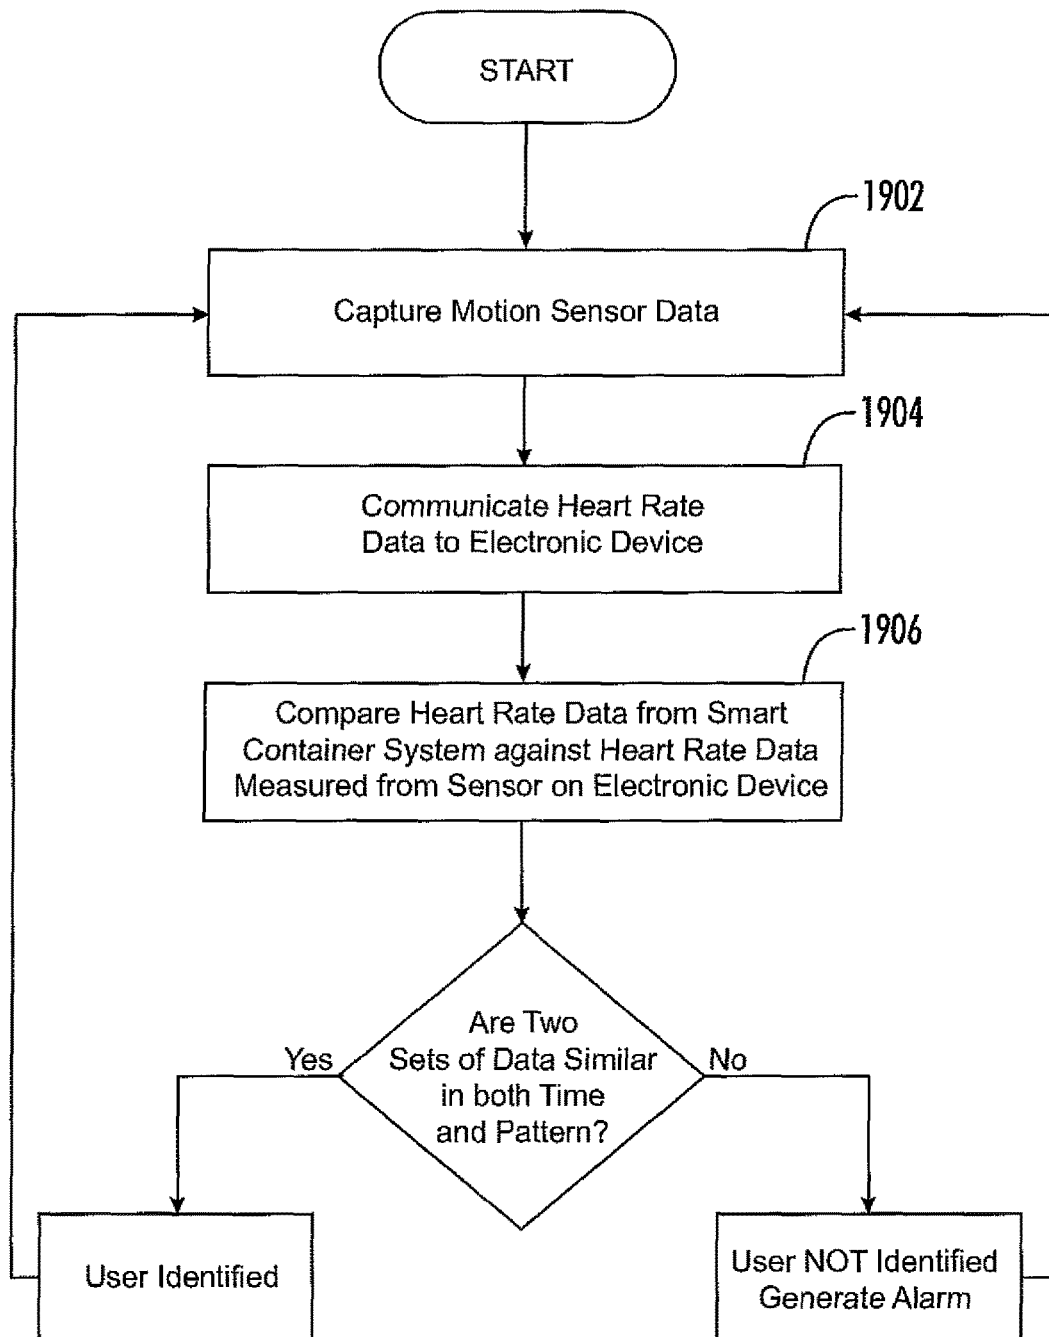 START
1902
Capture Motion Sensor Data
1904
Communicate Heart Rate
Data to Electronic Device
1906
Compare Heart Rate Data from Smart
Container System against Heart Rate Data
Measured from Sensor on Electronic Device
Are Two
Yes
Sets of Data Similar
No
in both Time
and Pattern?
User Identified
User NOT Identified
Generate Alarm